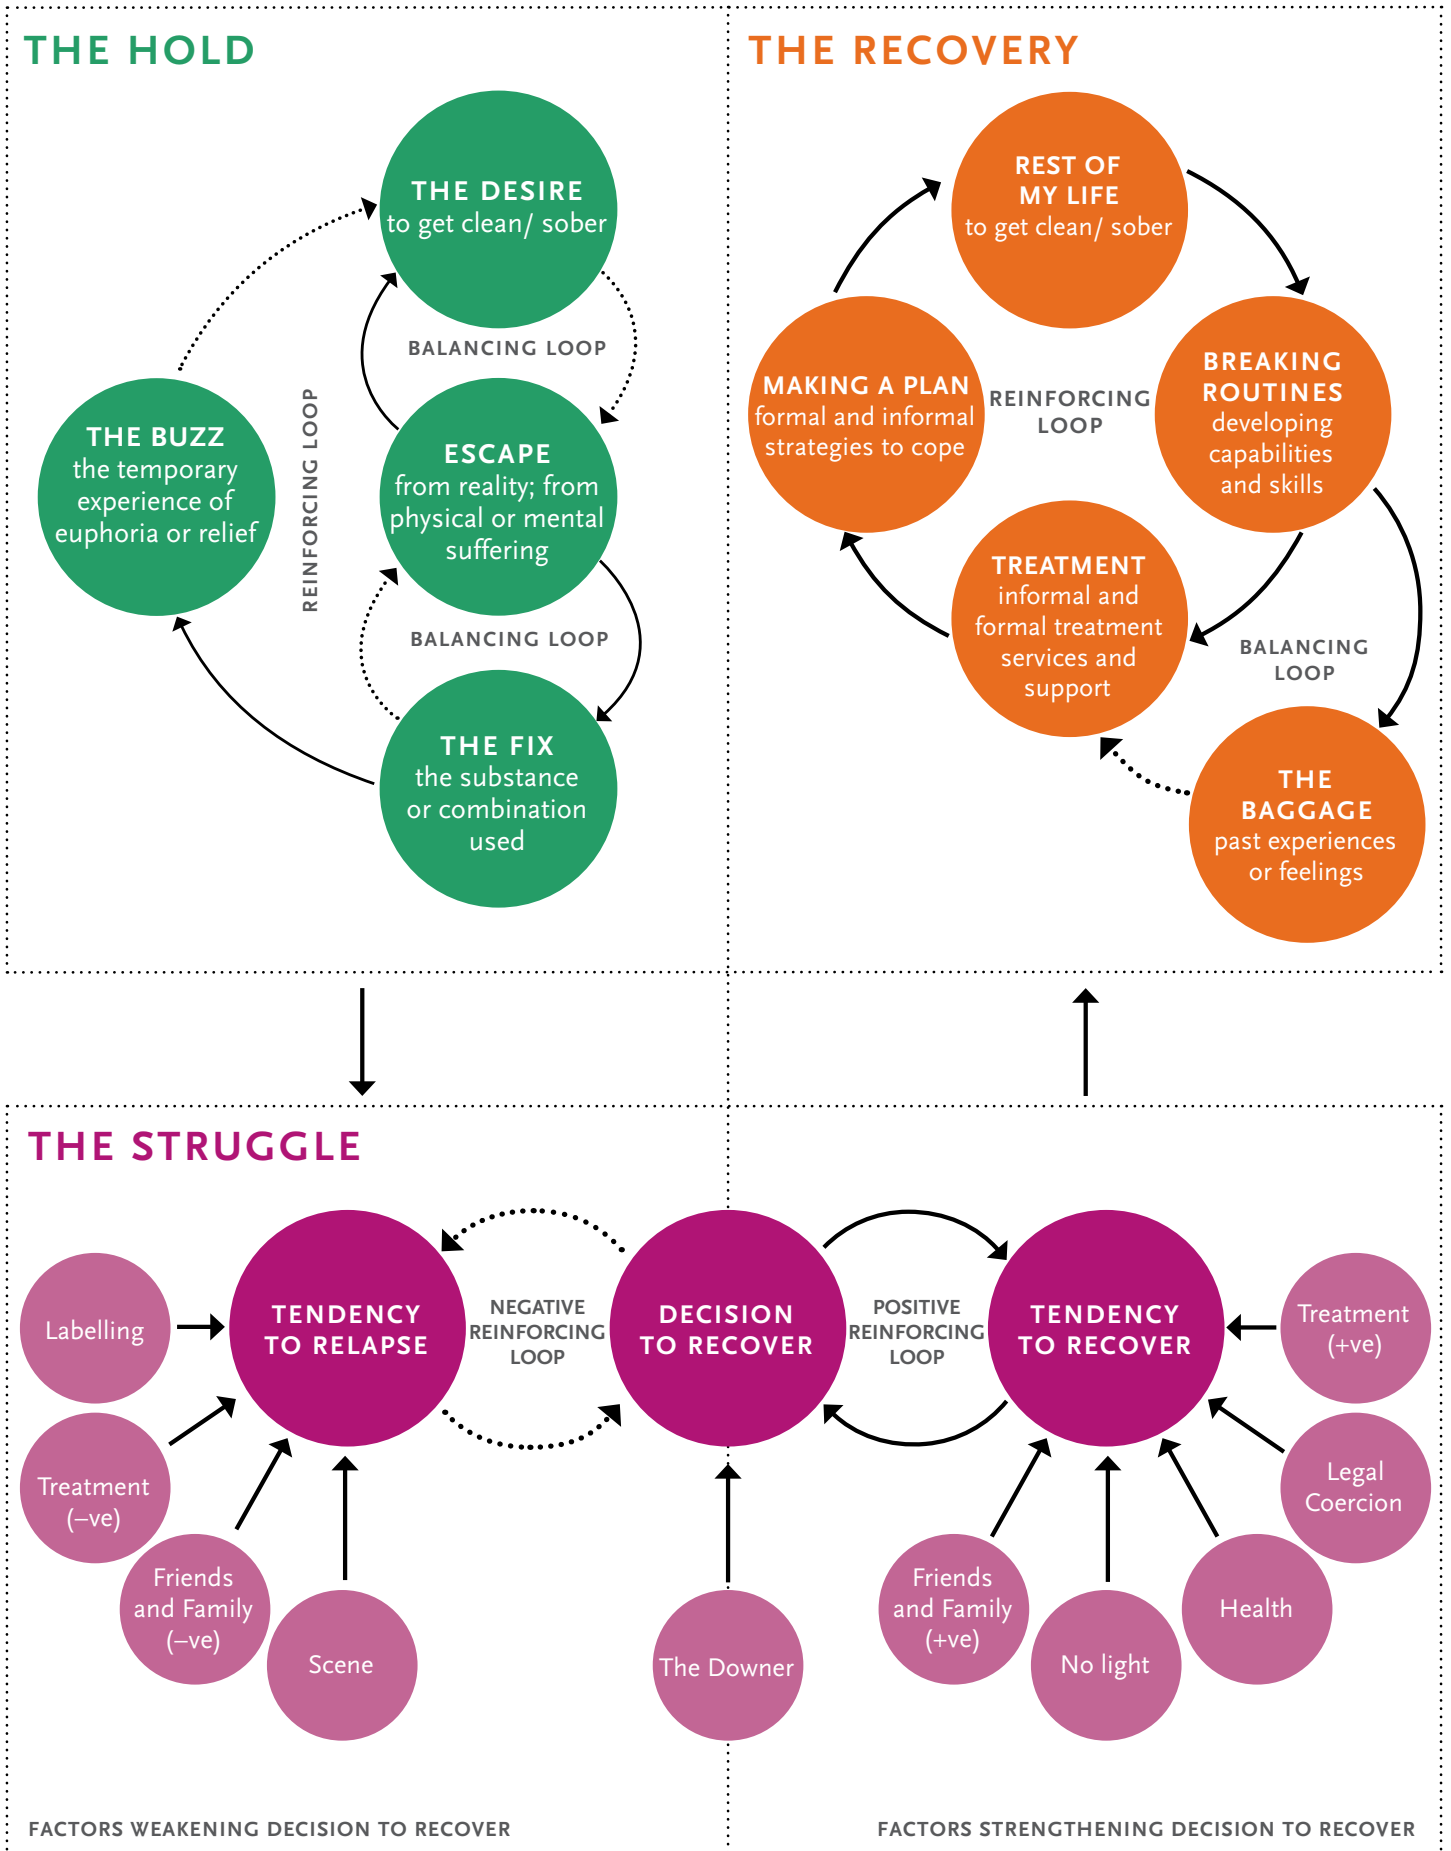 THE HOLD
THE DESIRE
to get clean/ sober
BALANCING LOOP
REINFORCING LOOP
THE BUZZ
the temporary
experience of
euphoria or relief
ESCAPE
from reality; from
physical or mental
suffering
BALANCING LOOP
THE FIX
the substance
or combination
used
THE RECOVERY
REST OF
MY LIFE
to get clean/ sober
MAKING A PLAN
formal and informal
strategies to cope
REINFORCING
LOOP
BREAKING
ROUTINES
developing
capabilities
and skills
TREATMENT
informal and
formal treatment
services and
support
BALANCING
LOOP
THE
BAGGAGE
past experiences
or feelings
THE STRUGGLE
Labelling
TENDENCY
TO RELAPSE
NEGATIVE
REINFORCING
LOOP
DECISION
TO RECOVER
POSITIVE
REINFORCING
LOOP
TENDENCY
TO RECOVER
Treatment
(+ve)
Treatment
(–ve)
Legal
Coercion
Friends
and Family
(–ve)
Scene
The Downer
Friends
and Family
(+ve)
No light
Health
FACTORS WEAKENING DECISION TO RECOVER
FACTORS STRENGTHENING DECISION TO RECOVER